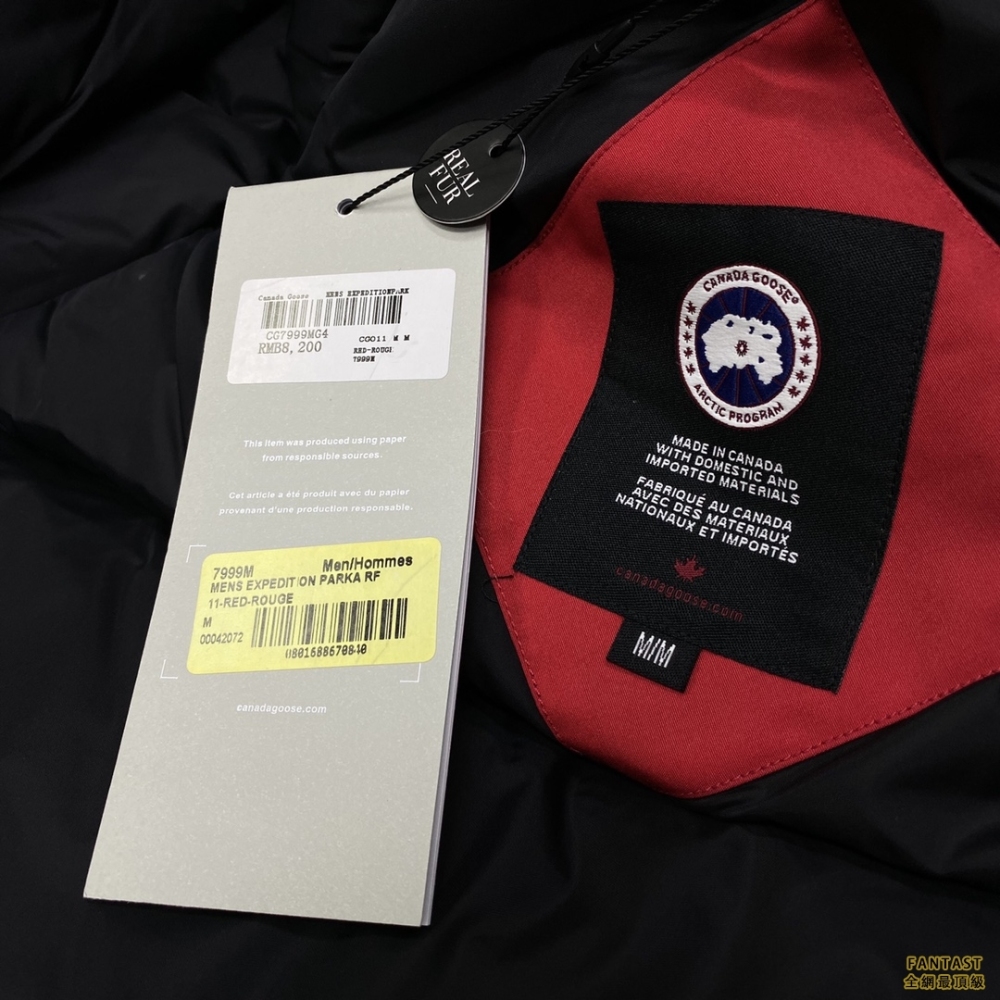 REAL
FUR
Canada Goose MENS EXPEDITIONPARK
CG7999MG4 CGO11 M M
RMB8, 200 RED-ROUGI
7999M
This item was produced using paper
from responsible sources.
Cet article a été produit avec du papier
provenant d'une production responsable.
7999M Men/Hommes
MENS EXPEDITION PARKA RF
11-RED-ROUGE
M
00042072
canadagoose.com
CANADA GOOSE®
ARCTIC PROGRAM
MADE IN CANADA
WITH DOMESTIC AND
IMPORTED MATERIALS
FABRIQUÉ AU CANADA
AVEC DES MATERIAUX
NATIONAUX ET IMPORTÉS
canadagoose.com
M/M
FANTAST
全網最頂級